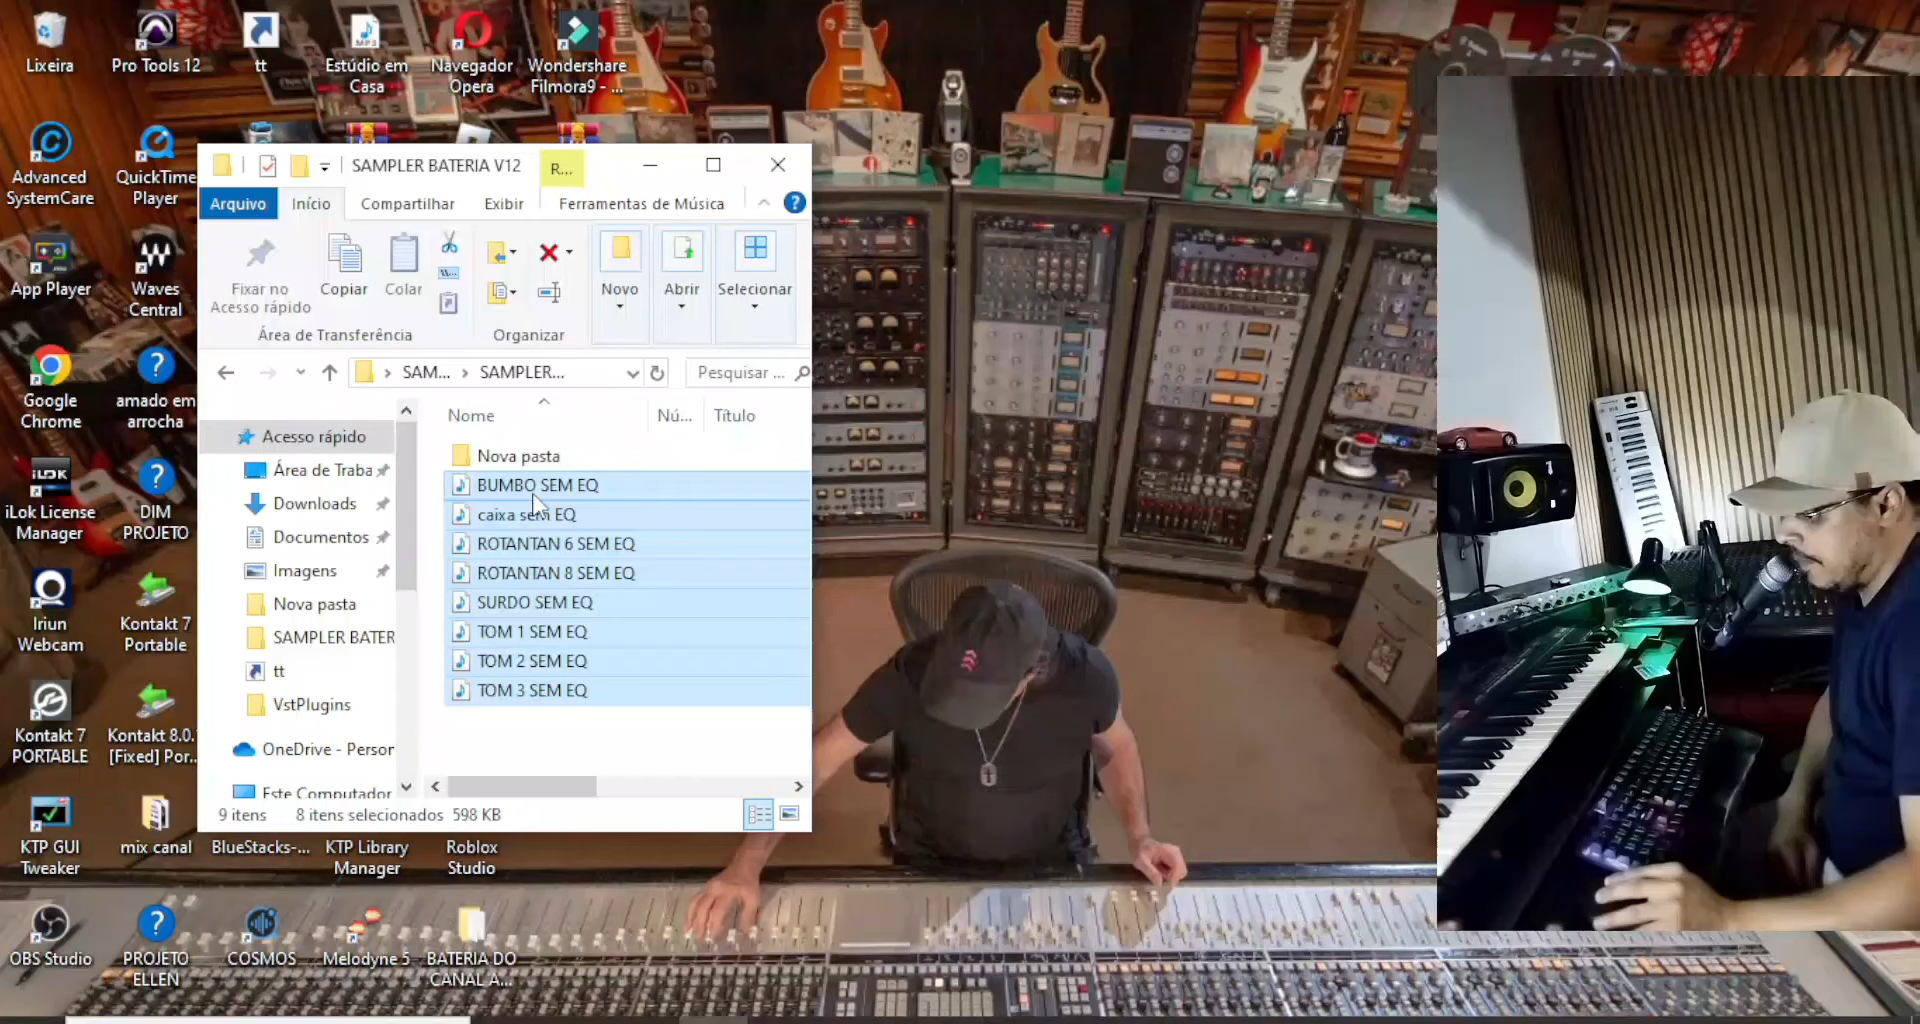 Lixeira
Pro Tools 12
tt
Estúdio em
Casa
Navegador
Opera
Wondershare
Filmora9 - ...
Advanced
SystemCare
QuickTime
Player
App Player
Waves
Central
Google
Chrome
amado em
arrocha
iLOK
iLok License
Manager
DIM
PROJETO
Iriun
Webcam
Kontakt 7
Portable
Kontakt 7
PORTABLE
Kontakt 8.0.
[Fixed] Por...
KTP GUI
Tweaker
mix canal
BlueStacks-...
KTP Library
Manager
Roblox
Studio
OBS Studio
PROJETO
ELLEN
COSMOS
Melodyne 5
BATERIA DO
CANAL A...
SAMPLER BATERIA V12
R...
Arquivo
Início
Compartilhar
Exibir
Ferramentas de Música
Fixar no
Acesso rápido
Copiar
Colar
Novo
Abrir
Selecionar
Área de Transferência
Organizar
SAM...
SAMPLER...
Pesquisar ...
Nome
Nú...
Título
Acesso rápido
Área de Traba
Downloads
Documentos
Imagens
Nova pasta
SAMPLER BATER
tt
VstPlugins
OneDrive - Person
Este Computador
Nova pasta
BUMBO SEM EQ
caixa sem EQ
ROTANTAN 6 SEM EQ
ROTANTAN 8 SEM EQ
SURDO SEM EQ
TOM 1 SEM EQ
TOM 2 SEM EQ
TOM 3 SEM EQ
9 itens
8 itens selecionados
598 KB